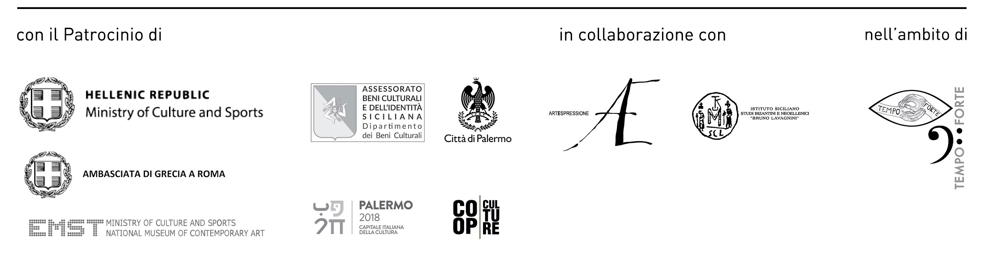 con il Patrocinio di
HELLENIC REPUBLIC
Ministry of Culture and Sports
AMBASCIATA DI GRECIA A ROMA
EMST
MINISTRY OF CULTURE AND SPORTS
NATIONAL MUSEUM OF CONTEMPORARY ART
ASSESSORATO
BENI CULTURALI
E DELL'IDENTITÀ
SICILIANA
Dipartimento
dei Beni Culturali
SPQP
Città di Palermo
PALERMO
2018
CAPITALE ITALIANA
DELLA CULTURA
CO
OP
CUL
TU
RE
in collaborazione con
ARTESPRESSIONE
Æ
SCL
ISTITUTO SICILIANO
STUDI BIZANTINI E NEOELLENICI
"BRUNO LAVAGNINI"
nell'ambito di
TEMPO FORTE
TEMPO FORTE